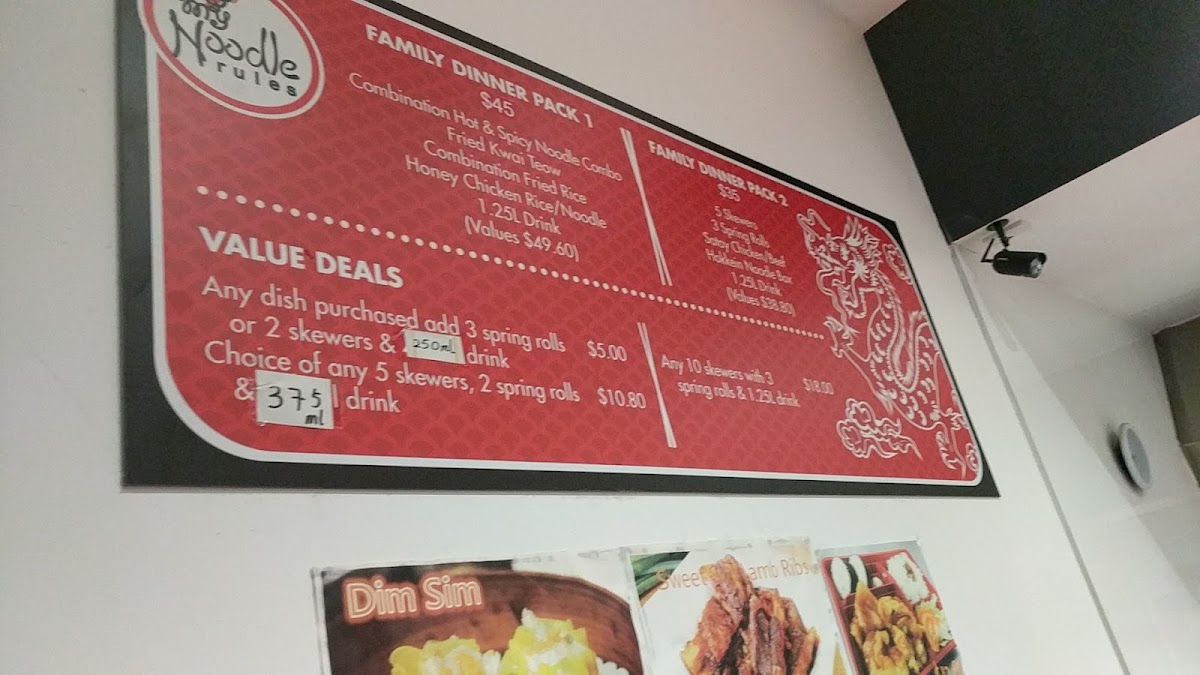 my
Noodle
rules
FAMILY DINNER PACK 1
$45
Combination Hot & Spicy Noodle Combo
Fried Kwai Teow
Combination Fried Rice
Honey Chicken Rice/Noodle
1.25L Drink
(Values $49.60)
FAMILY DINNER PACK 2
$35
5 Skewers
3 Spring Rolls
Satay Chicken/Beef
Hokkein Noodle Box
1.25L Drink
(Values $38.80)
VALUE DEALS
Any dish purchased add 3 spring rolls $5.00
or 2 skewers & 250ml drink
Choice of any 5 skewers, 2 spring rolls $10.80
& 375 ml drink
Any 10 skewers with 3 $18.00
spring rolls & 1.25L drink
Dim Sim
Sweet Lamb Ribs